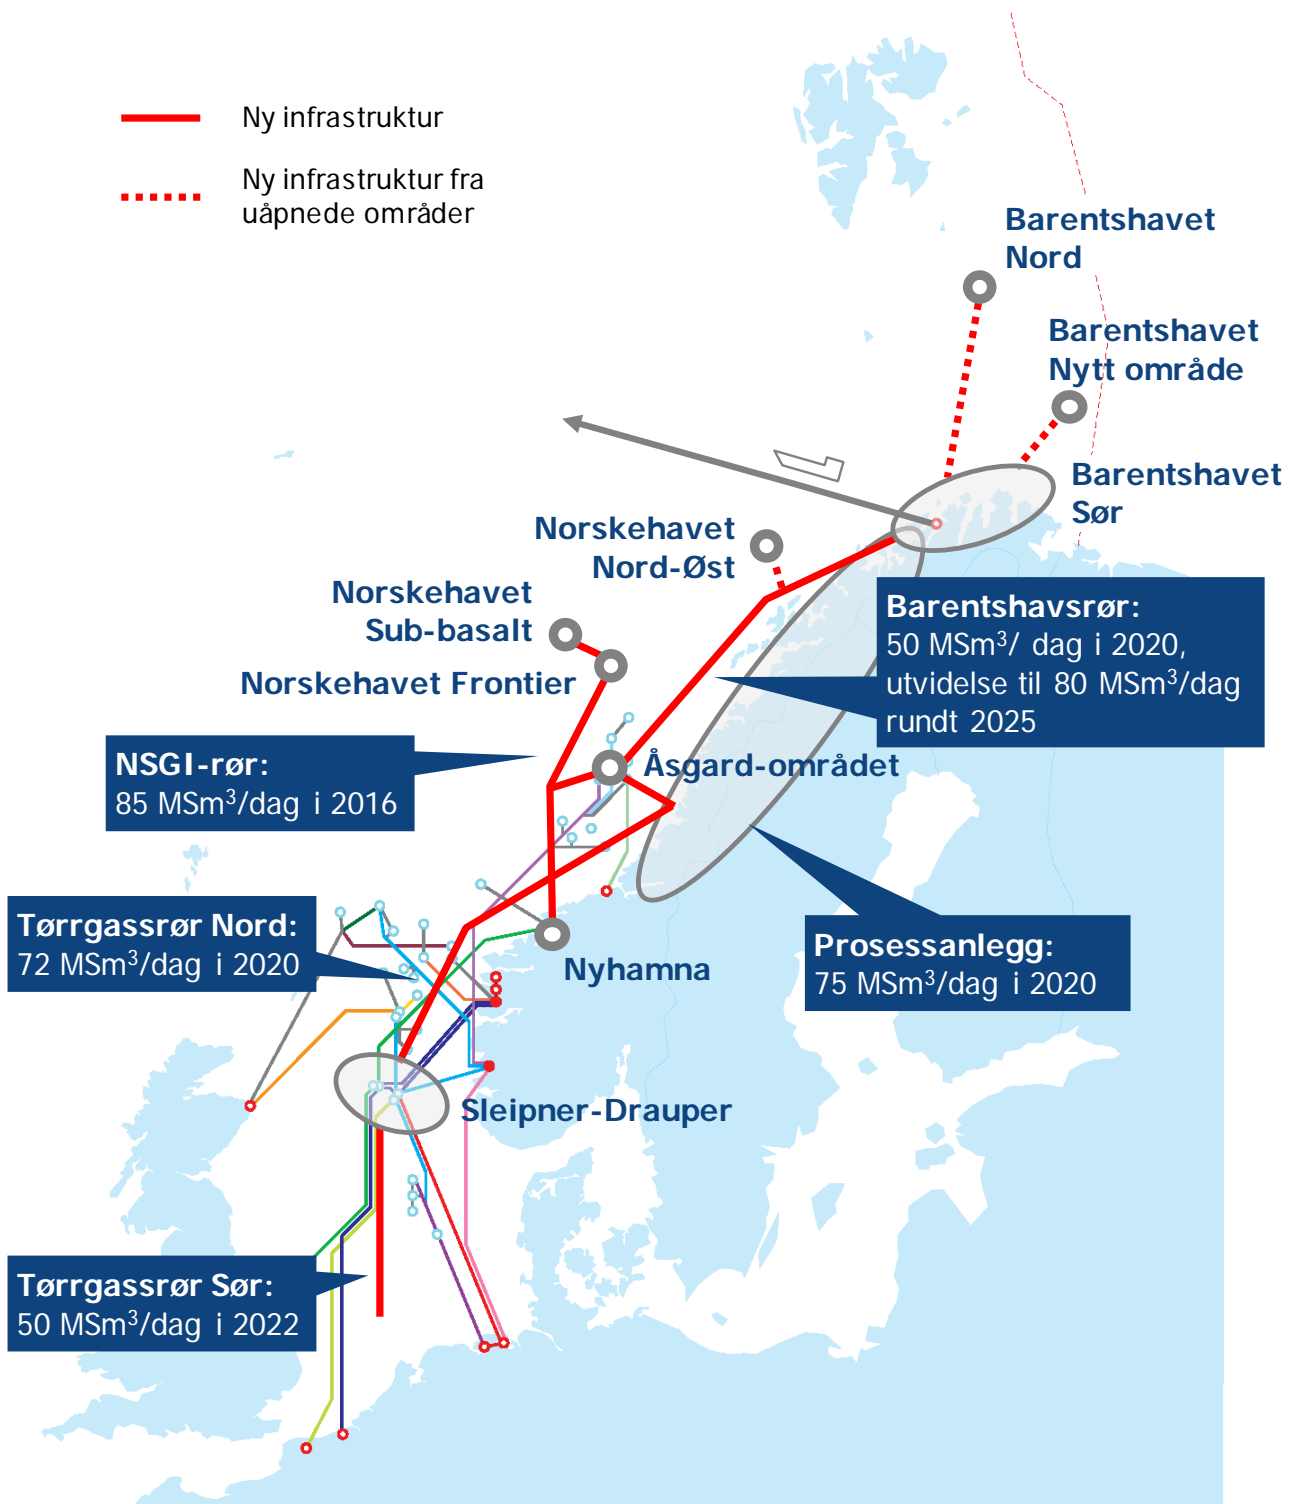 Ny infrastruktur
Ny infrastruktur fra
uåpnede områder
Barentshavet
Nord
Barentshavet
Nytt område
Barentshavet
Sør
Norskehavet
Nord-Øst
Norskehavet
Sub-basalt
Norskehavet Frontier
Barentshavsrør:
50 MSm³/ dag i 2020,
utvidelse til 80 MSm³/dag
rundt 2025
NSGI-rør:
85 MSm³/dag i 2016
Åsgard-området
Tørrgassrør Nord:
72 MSm³/dag i 2020
Prosessanlegg:
75 MSm³/dag i 2020
Nyhamna
Sleipner-Drauper
Tørrgassrør Sør:
50 MSm³/dag i 2022